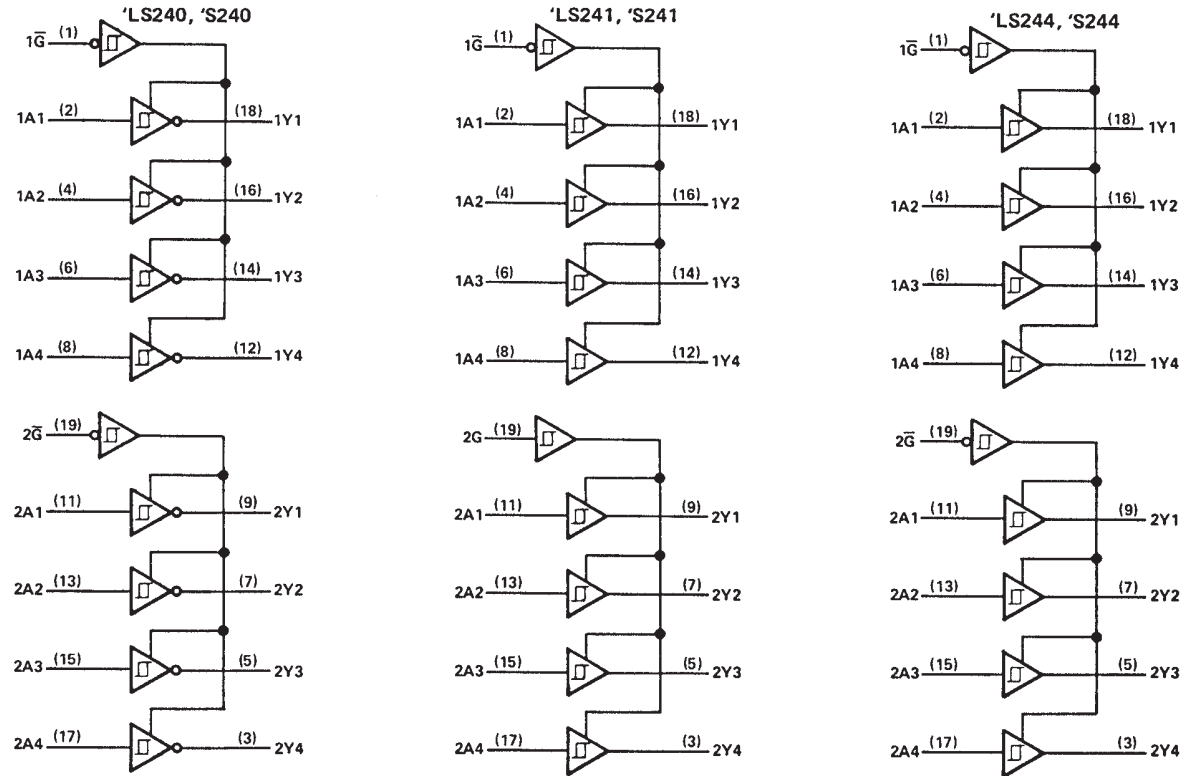 'LS240, 'S240
1G̅ (1)
1A1 (2) (18) 1Y1
1A2 (4) (16) 1Y2
1A3 (6) (14) 1Y3
1A4 (8) (12) 1Y4
2G̅ (19)
2A1 (11) (9) 2Y1
2A2 (13) (7) 2Y2
2A3 (15) (5) 2Y3
2A4 (17) (3) 2Y4
'LS241, 'S241
1G̅ (1)
1A1 (2) (18) 1Y1
1A2 (4) (16) 1Y2
1A3 (6) (14) 1Y3
1A4 (8) (12) 1Y4
2G (19)
2A1 (11) (9) 2Y1
2A2 (13) (7) 2Y2
2A3 (15) (5) 2Y3
2A4 (17) (3) 2Y4
'LS244, 'S244
1G̅ (1)
1A1 (2) (18) 1Y1
1A2 (4) (16) 1Y2
1A3 (6) (14) 1Y3
1A4 (8) (12) 1Y4
2G̅ (19)
2A1 (11) (9) 2Y1
2A2 (13) (7) 2Y2
2A3 (15) (5) 2Y3
2A4 (17) (3) 2Y4